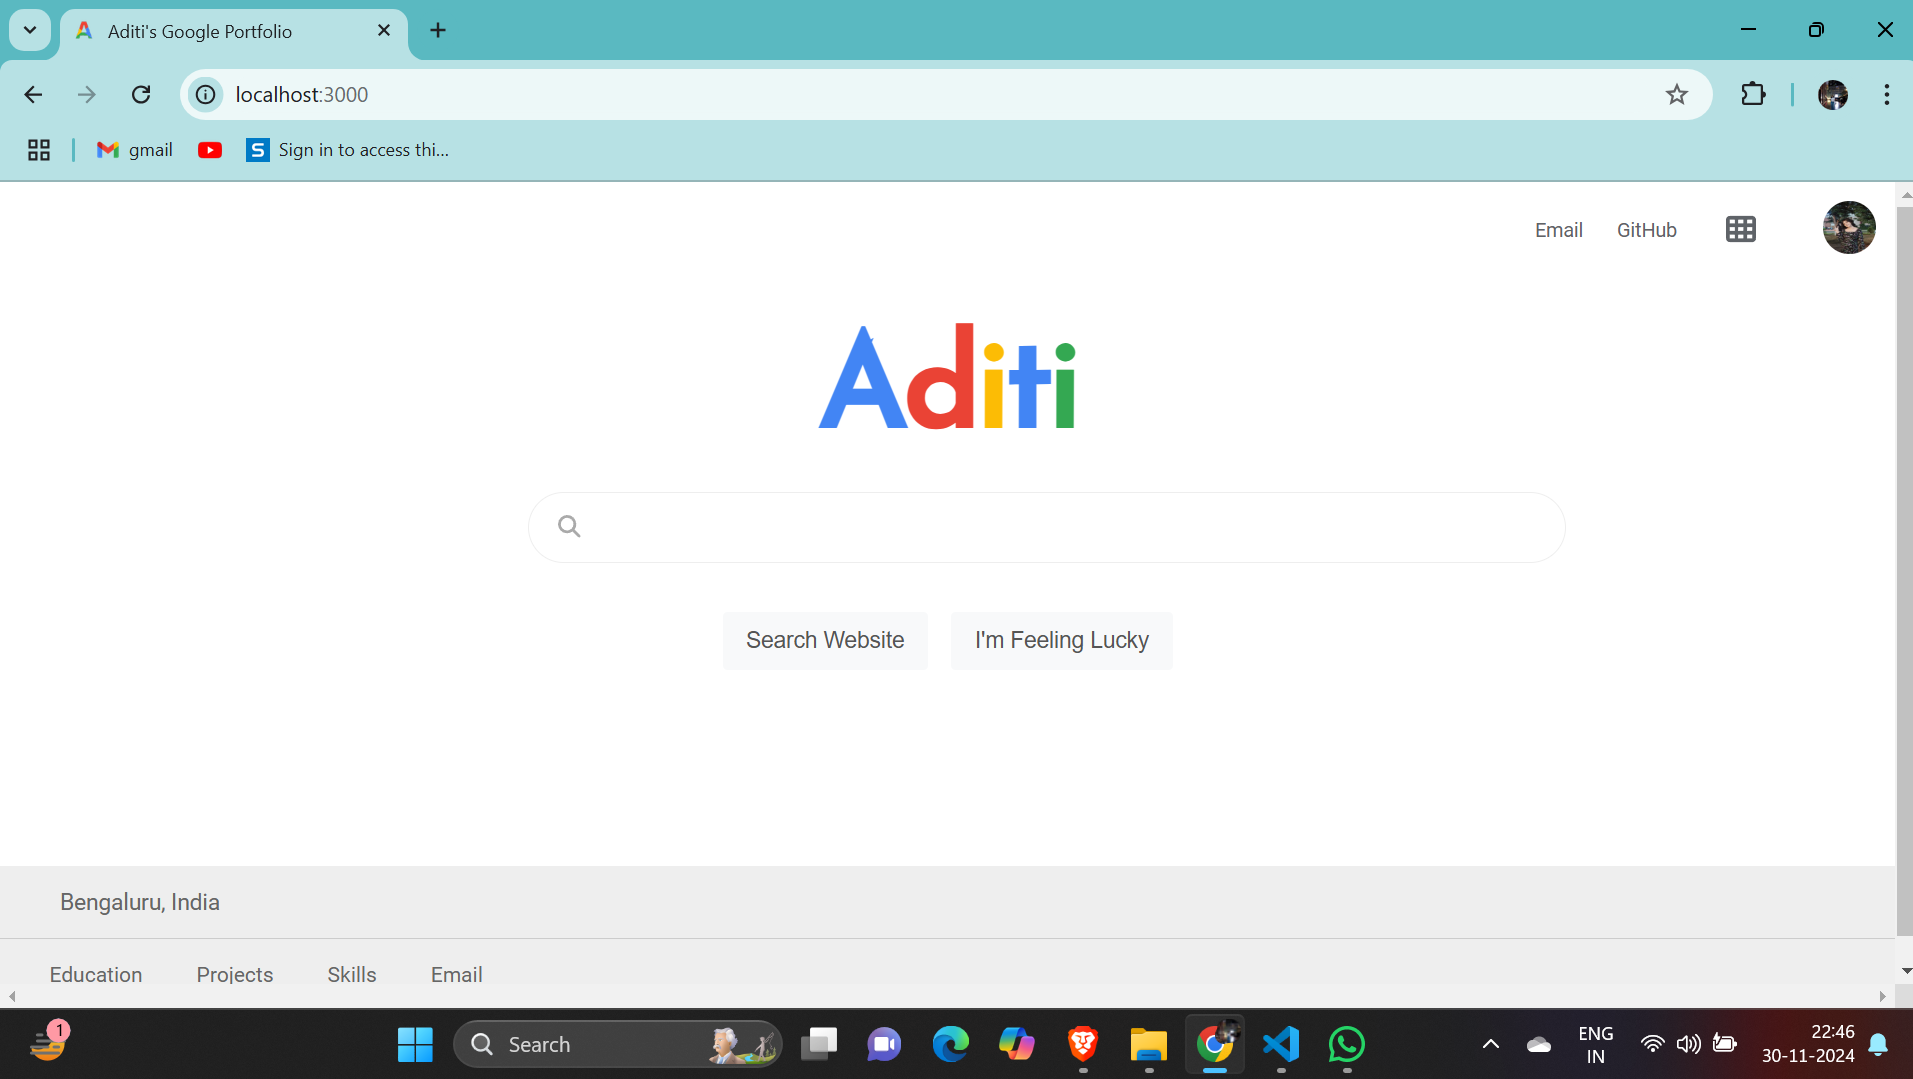 Aditi's Google Portfolio
localhost:3000
gmail
S Sign in to access thi...
Email GitHub
Aditi
Search Website I'm Feeling Lucky
Bengaluru, India
Education Projects Skills Email
1
Search
ENG
IN
22:46
30-11-2024